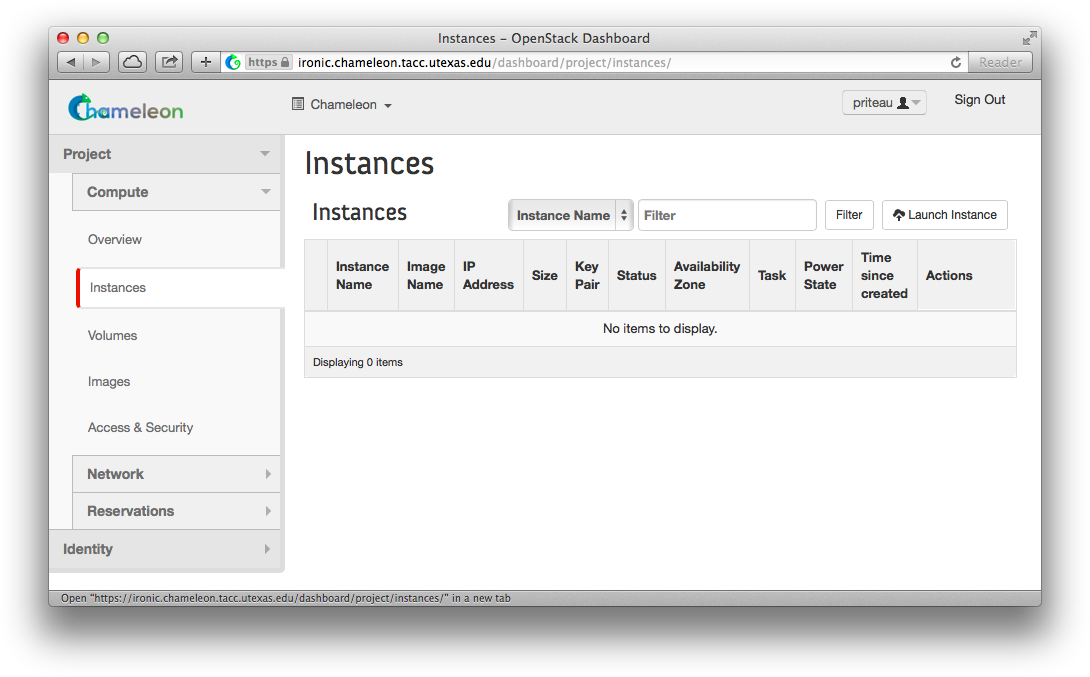 Instances – OpenStack Dashboard
https ironic.chameleon.tacc.utexas.edu/dashboard/project/instances/ Reader
Chameleon
Chameleon
priteau
Sign Out
Project
Compute
Overview
Instances
Volumes
Images
Access & Security
Network
Reservations
Identity
Instances
Instances
Instance Name
Filter
Filter
Launch Instance
Instance Name
Image Name
IP Address
Size
Key Pair
Status
Availability Zone
Task
Power State
Time since created
Actions
No items to display.
Displaying 0 items
Open "https://ironic.chameleon.tacc.utexas.edu/dashboard/project/instances/" in a new tab